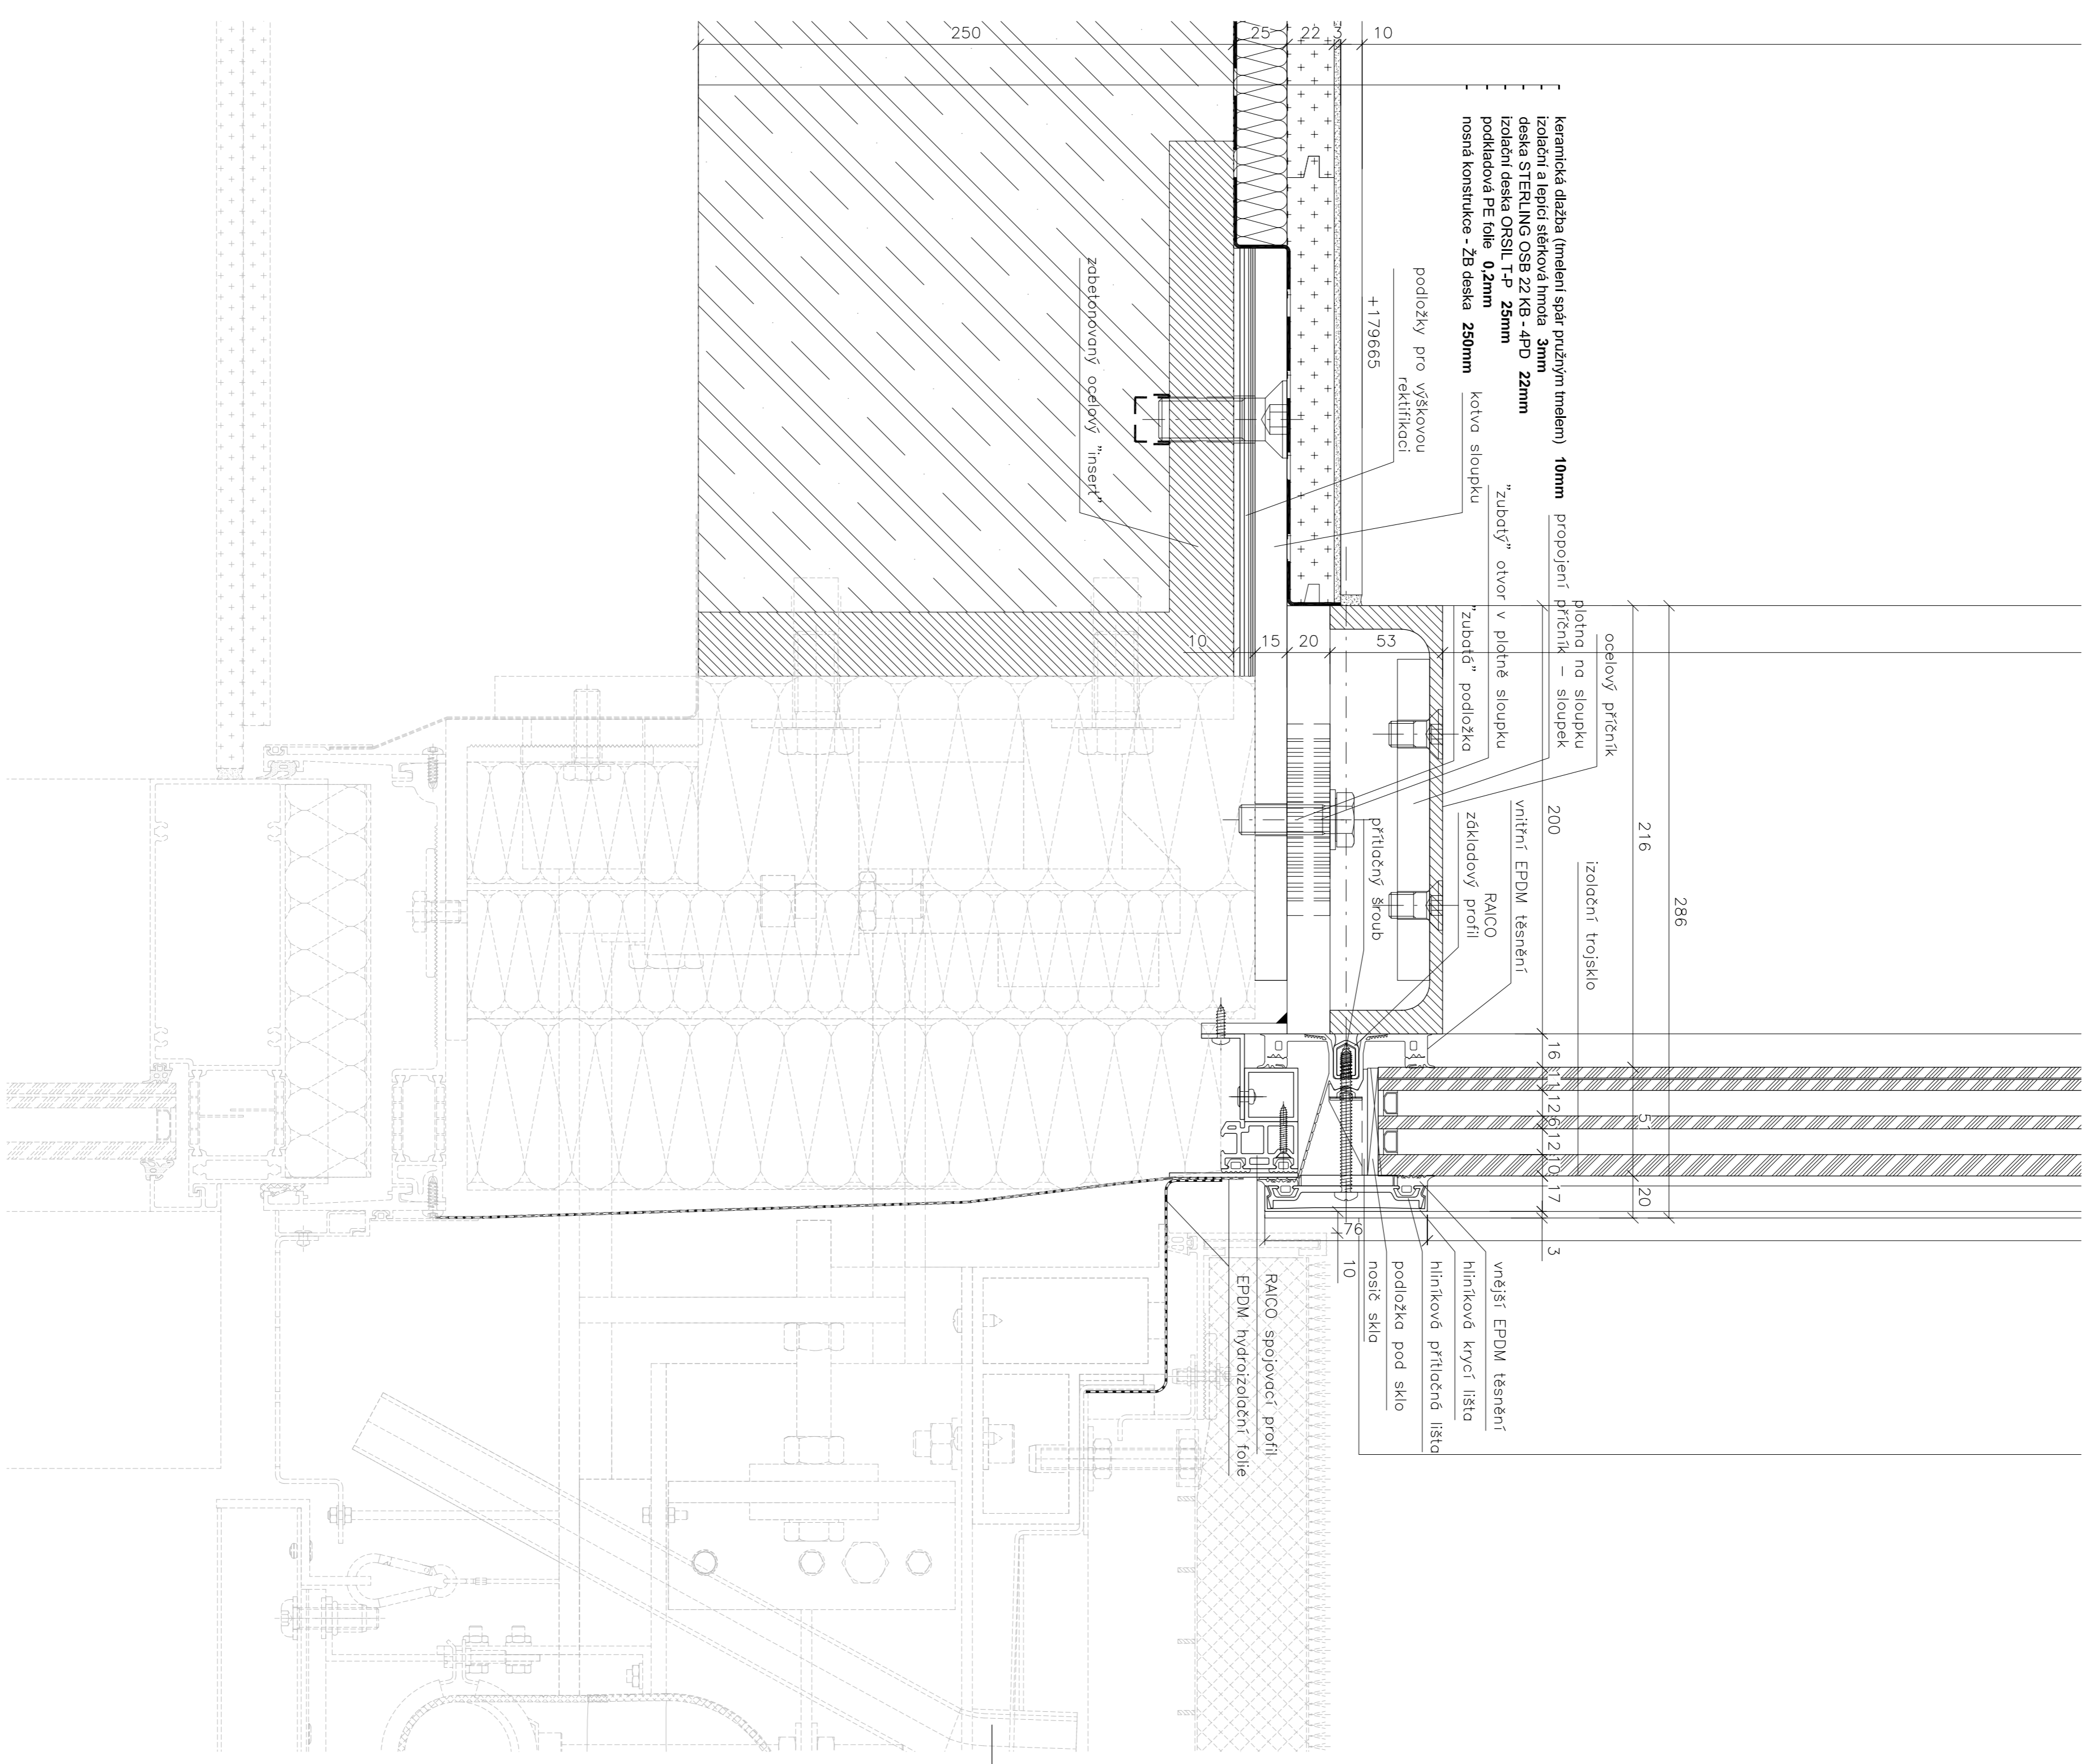 keramická dlažba (tmelení spár pružným tmelem) 10mm
izolační a lepící stěrková hmota 3mm
deska STERLING OSB 22 KB - 4PD 22mm
izolační deska ORSIL T-P 25mm
podkladová PE folie 0,2mm
nosná konstrukce - ŽB deska 250mm
250
25
22
3
10
+179665
podložky pro výškovou
rektifikaci
kotva sloupku
zabetonovaný ocelový "insert"
"zubatý" otvor v plotně sloupku
"zubatá" podložka
propojení příčník – sloupek
plotna na sloupku
ocelový příčník
10
15
20
53
286
216
200
16
11
12
6
12
10
17
3
20
izolační trojsklo
vnitřní EPDM těsnění
RAICO
základový profil
přítlačný šroub
76
10
vnější EPDM těsnění
hliníková krycí lišta
hliníková přítlačná lišta
podložka pod sklo
nosič skla
RAICO spojovací profil
EPDM hydroizolační folie